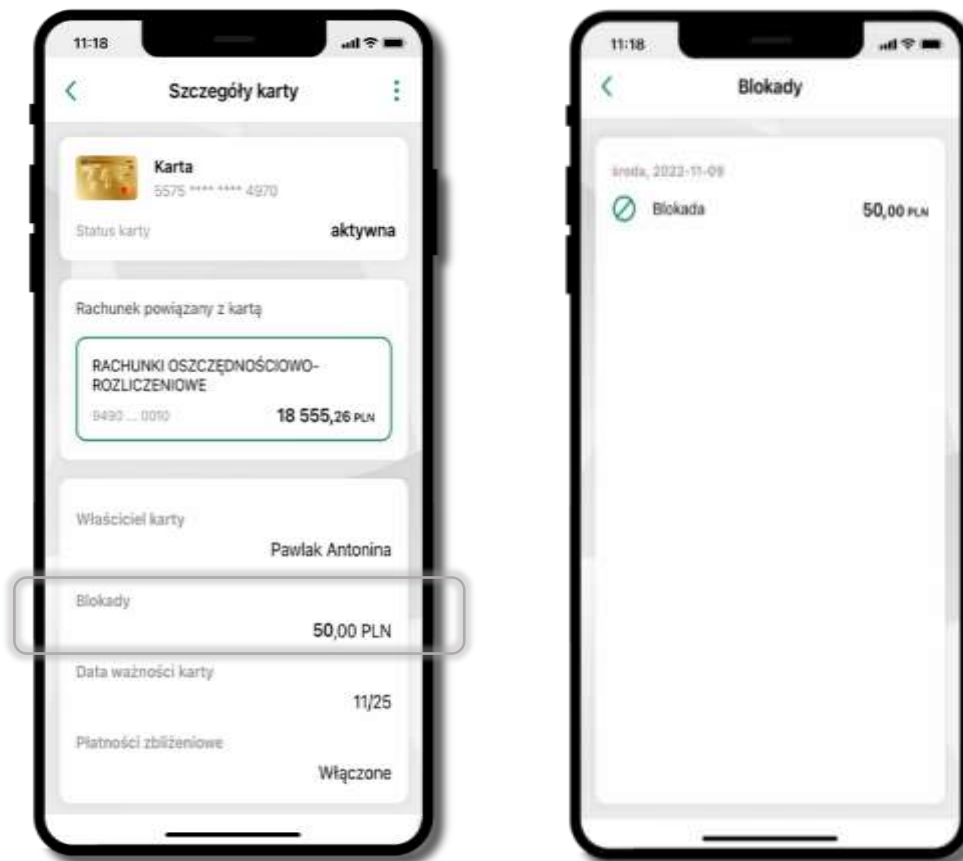 11:18
Szczegóły karty
Karta
5575 **** **** 4970
Status karty
aktywna
Rachunek powiązany z kartą
RACHUNKI OSZCZĘDNOŚCIOWO-
ROZLICZENIOWE
9490 ... 0010
18 555,26 PLN
Właściciel karty
Pawlak Antonina
Blokady
50,00 PLN
Data ważności karty
11/25
Płatności zbliżeniowe
Włączone
11:18
Blokady
środa, 2022-11-09
Blokada
50,00 PLN